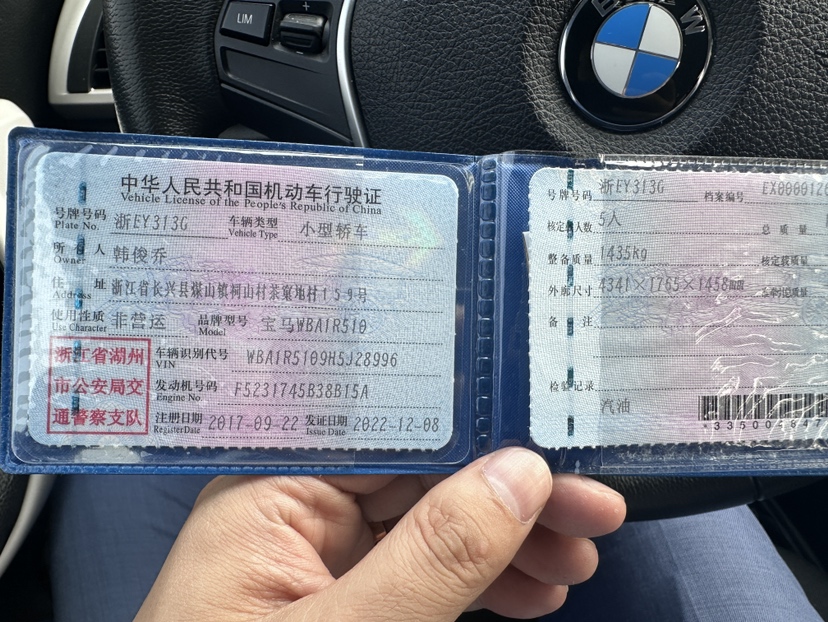 LIM
+
BMW
中华人民共和国机动车行驶证
Vehicle License of the People's Republic of China
号牌号码 浙EY313G 车辆类型 小型轿车
Plate No. Vehicle Type
所有人 韩俊乔
Owner
住址 浙江省长兴县煤山镇柯山村茶窠地村159号
Address
使用性质 非营运 品牌型号 宝马WBA1R510
Use Character Model
浙江省湖州
市公安局交
通警察支队
车辆识别代号 WBA1R5109H5J28996
VIN
发动机号码 F5231745B38B15A
Engine No.
注册日期 2017-09-22 发证日期 2022-12-08
Register Date Issue Date
号牌号码 浙EY313G 档案编号
核定载人数 5人 总质量
整备质量 1435kg 核定载质量
外廓尺寸 4341×1765×1458mm
备注
检验记录
汽油